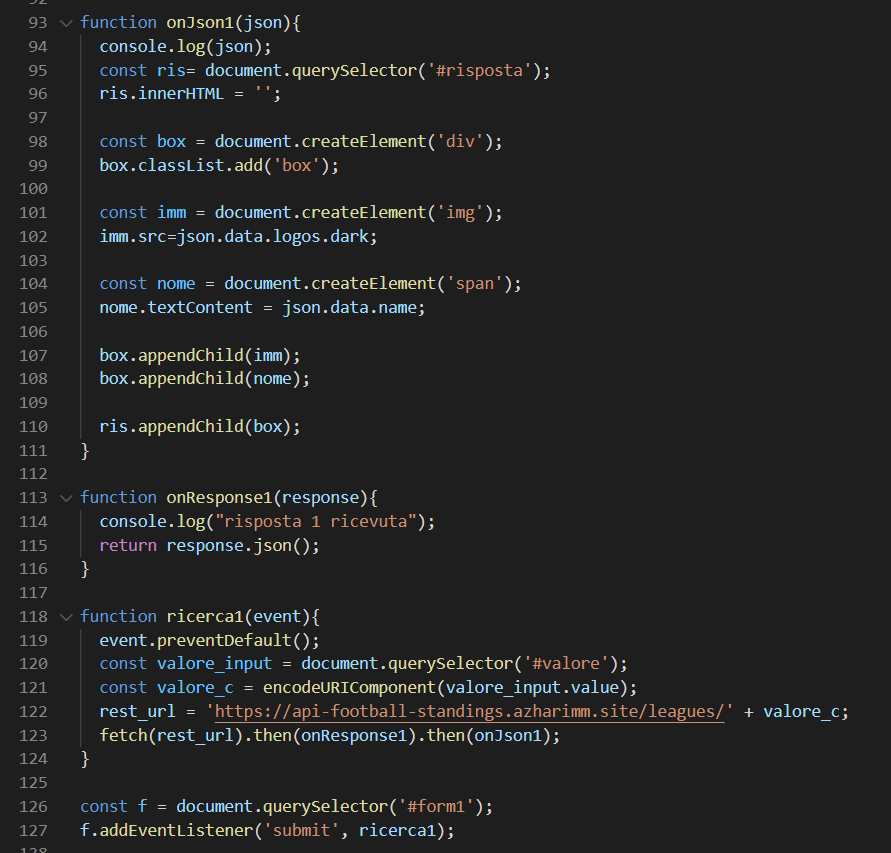 93 function onJson1(json){
94 console.log(json);
95 const ris= document.querySelector('#risposta');
96 ris.innerHTML = '';
97
98 const box = document.createElement('div');
99 box.classList.add('box');
100
101 const imm = document.createElement('img');
102 imm.src=json.data.logos.dark;
103
104 const nome = document.createElement('span');
105 nome.textContent = json.data.name;
106
107 box.appendChild(imm);
108 box.appendChild(nome);
109
110 ris.appendChild(box);
111 }
112
113 function onResponse1(response){
114 console.log("risposta 1 ricevuta");
115 return response.json();
116 }
117
118 function ricerca1(event){
119 event.preventDefault();
120 const valore_input = document.querySelector('#valore');
121 const valore_c = encodeURIComponent(valore_input.value);
122 rest_url = 'https://api-football-standings.azharimm.site/leagues/' + valore_c;
123 fetch(rest_url).then(onResponse1).then(onJson1);
124 }
125
126 const f = document.querySelector('#form1');
127 f.addEventListener('submit', ricerca1);